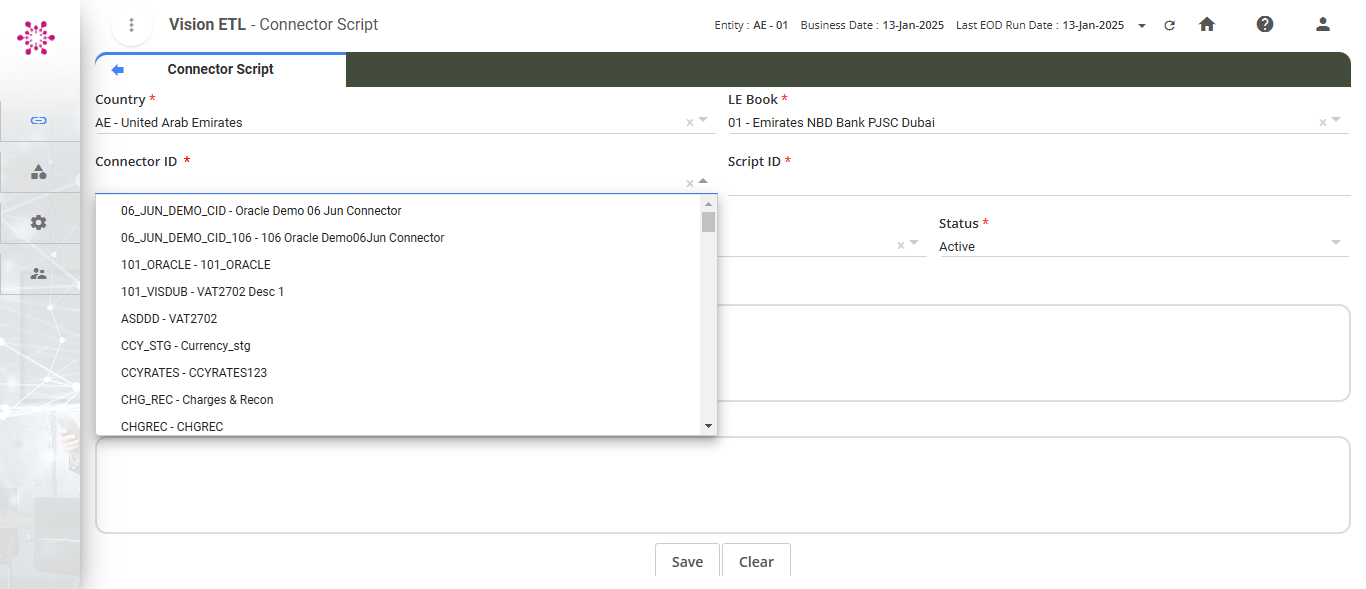 Vision ETL - Connector Script
Entity : AE - 01 Business Date : 13-Jan-2025 Last EOD Run Date : 13-Jan-2025
Connector Script
Country *
LE Book *
AE - United Arab Emirates
01 - Emirates NBD Bank PJSC Dubai
Connector ID *
Script ID *
06_JUN_DEMO_CID - Oracle Demo 06 Jun Connector
06_JUN_DEMO_CID_106 - 106 Oracle Demo06Jun Connector
101_ORACLE - 101_ORACLE
101_VISDUB - VAT2702 Desc 1
ASDDD - VAT2702
CCY_STG - Currency_stg
CCYRATES - CCYRATES123
CHG_REC - Charges & Recon
CHGREC - CHGREC
Status *
Active
Save
Clear